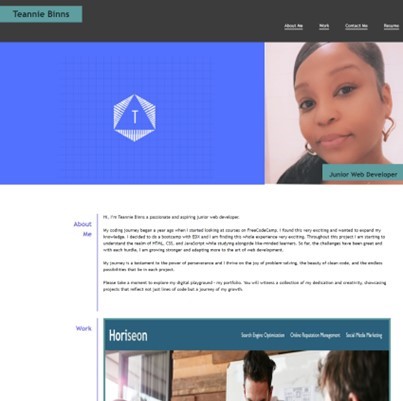 Teannie Binns
About Me
Work
Contact Me
Resume
T
Junior Web Developer
About
Me
Hi, I'm Teannie Binns a passionate and aspiring junior web developer.
My coding journey began a year ago when I started looking at courses on FreeCodeCamp. I found this very exciting and wanted to expand my
knowledge. I decided to do a bootcamp with EDX and I am finding this whole experience very exciting. Throughout this project I am starting to
understand the realm of HTML, CSS, and JavaScript while studying alongside like-minded learners. So far, the challenges have been great and
with each hurdle, I am growing stronger and adapting more to the art of web development.
My journey is a testament to the power of perseverance and I thrive on the joy of problem solving, the beauty of clean code, and the endless
possibilities that lie in each project.
Please take a moment to explore my digital playground - my portfolio. You will witness a collection of my dedication and creativity, showcasing
projects that reflect not just lines of code but a journey of my growth.
Work
Horiseon
Search Engine Optimization
Online Reputation Management
Social Media Marketing